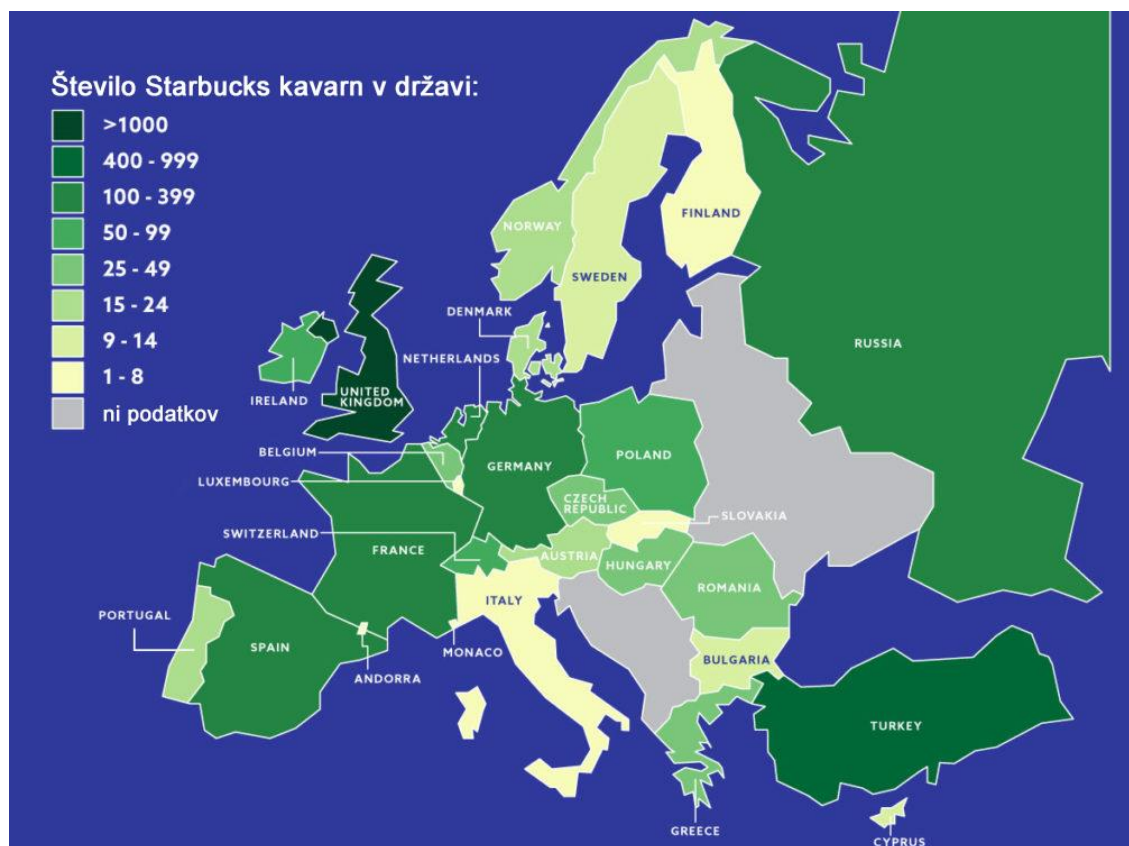 Število Starbucks kavarn v državi:
>1000
400 - 999
100 - 399
50 - 99
25 - 49
15 - 24
9 - 14
1 - 8
ni podatkov
FINLAND
NORWAY
SWEDEN
DENMARK
RUSSIA
NETHERLANDS
UNITED
KINGDOM
IRELAND
BELGIUM
GERMANY
POLAND
LUXEMBOURG
CZECH
REPUBLIC
SLOVAKIA
SWITZERLAND
FRANCE
AUSTRIA
HUNGARY
ROMANIA
ITALY
PORTUGAL
SPAIN
MONACO
BULGARIA
ANDORRA
TURKEY
GREECE
CYPRUS